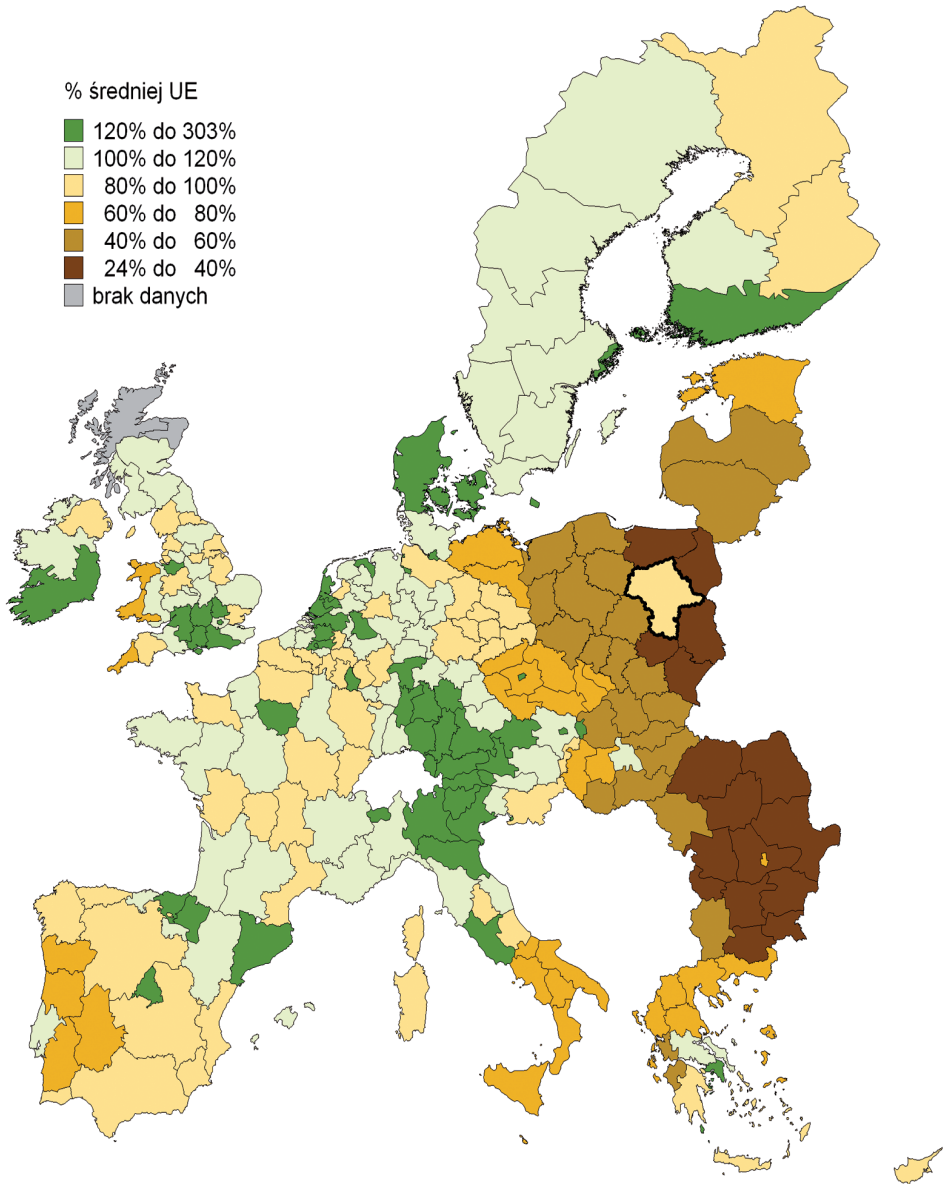 % średniej UE
120% do 303%
100% do 120%
80% do 100%
60% do 80%
40% do 60%
24% do 40%
brak danych